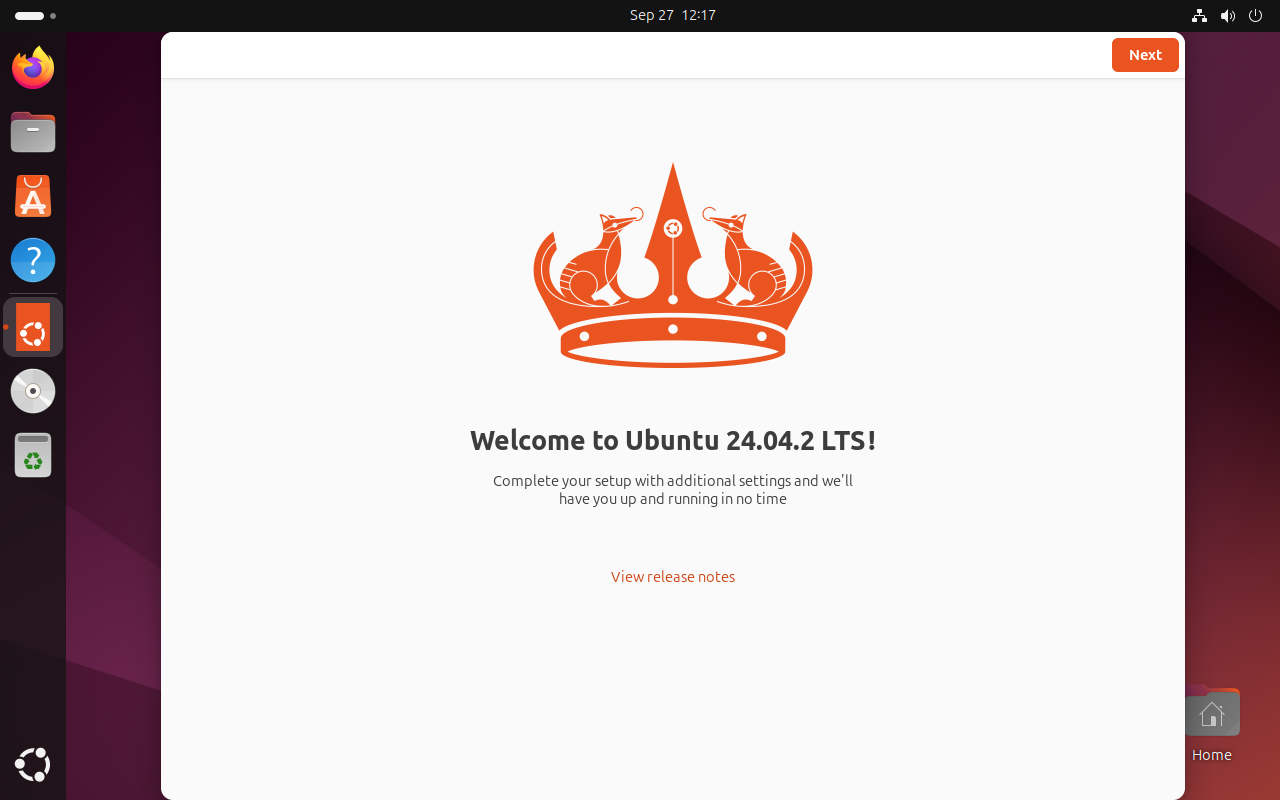 Sep 27 12:17
Next
Welcome to Ubuntu 24.04.2 LTS!
Complete your setup with additional settings and we'll
have you up and running in no time
View release notes
Home